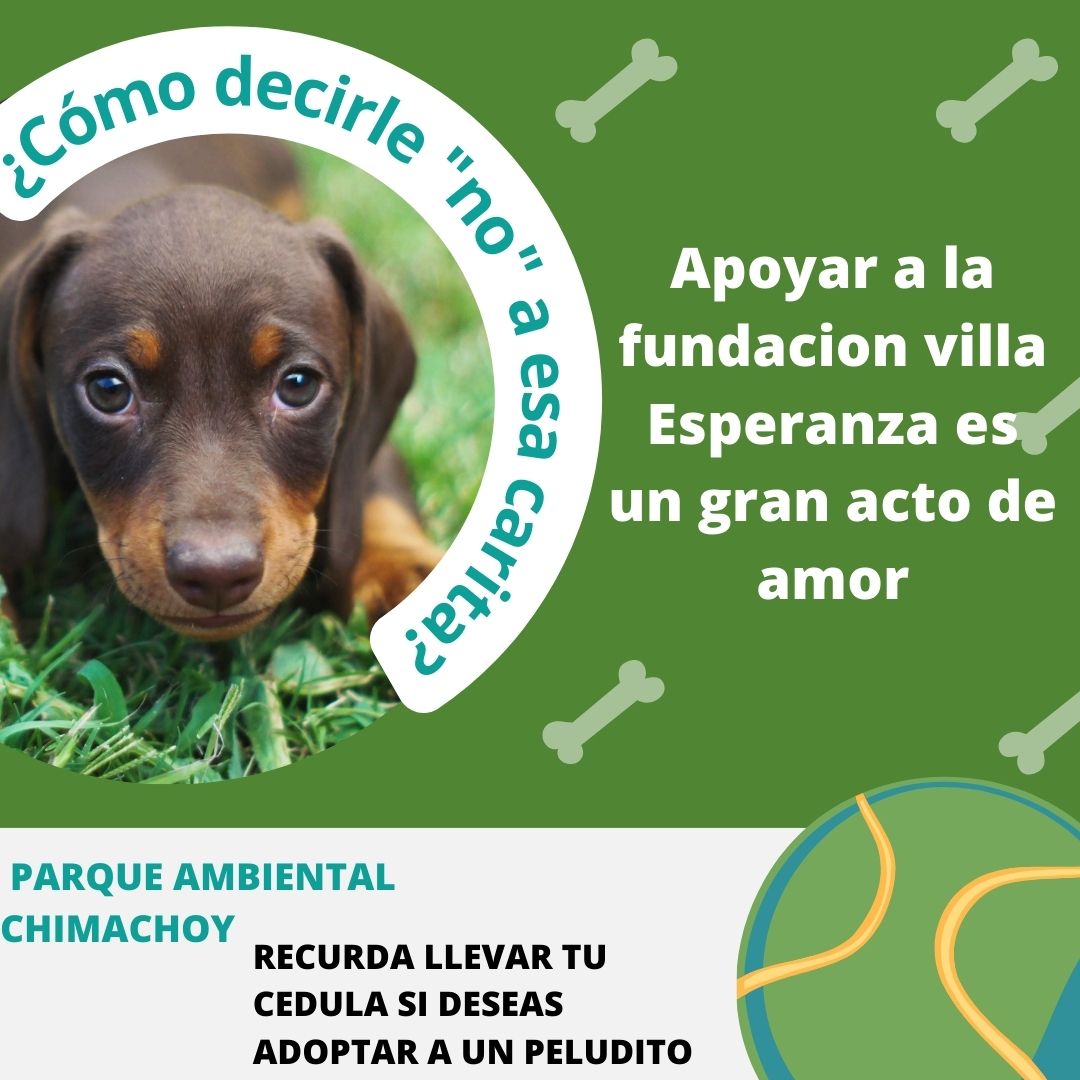 ¿Cómo decirle "no" a esa carita?
Apoyar a la
fundacion villa
Esperanza es
un gran acto de
amor
PARQUE AMBIENTAL
CHIMACHOY
RECURDA LLEVAR TU
CEDULA SI DESEAS
ADOPTAR A UN PELUDITO